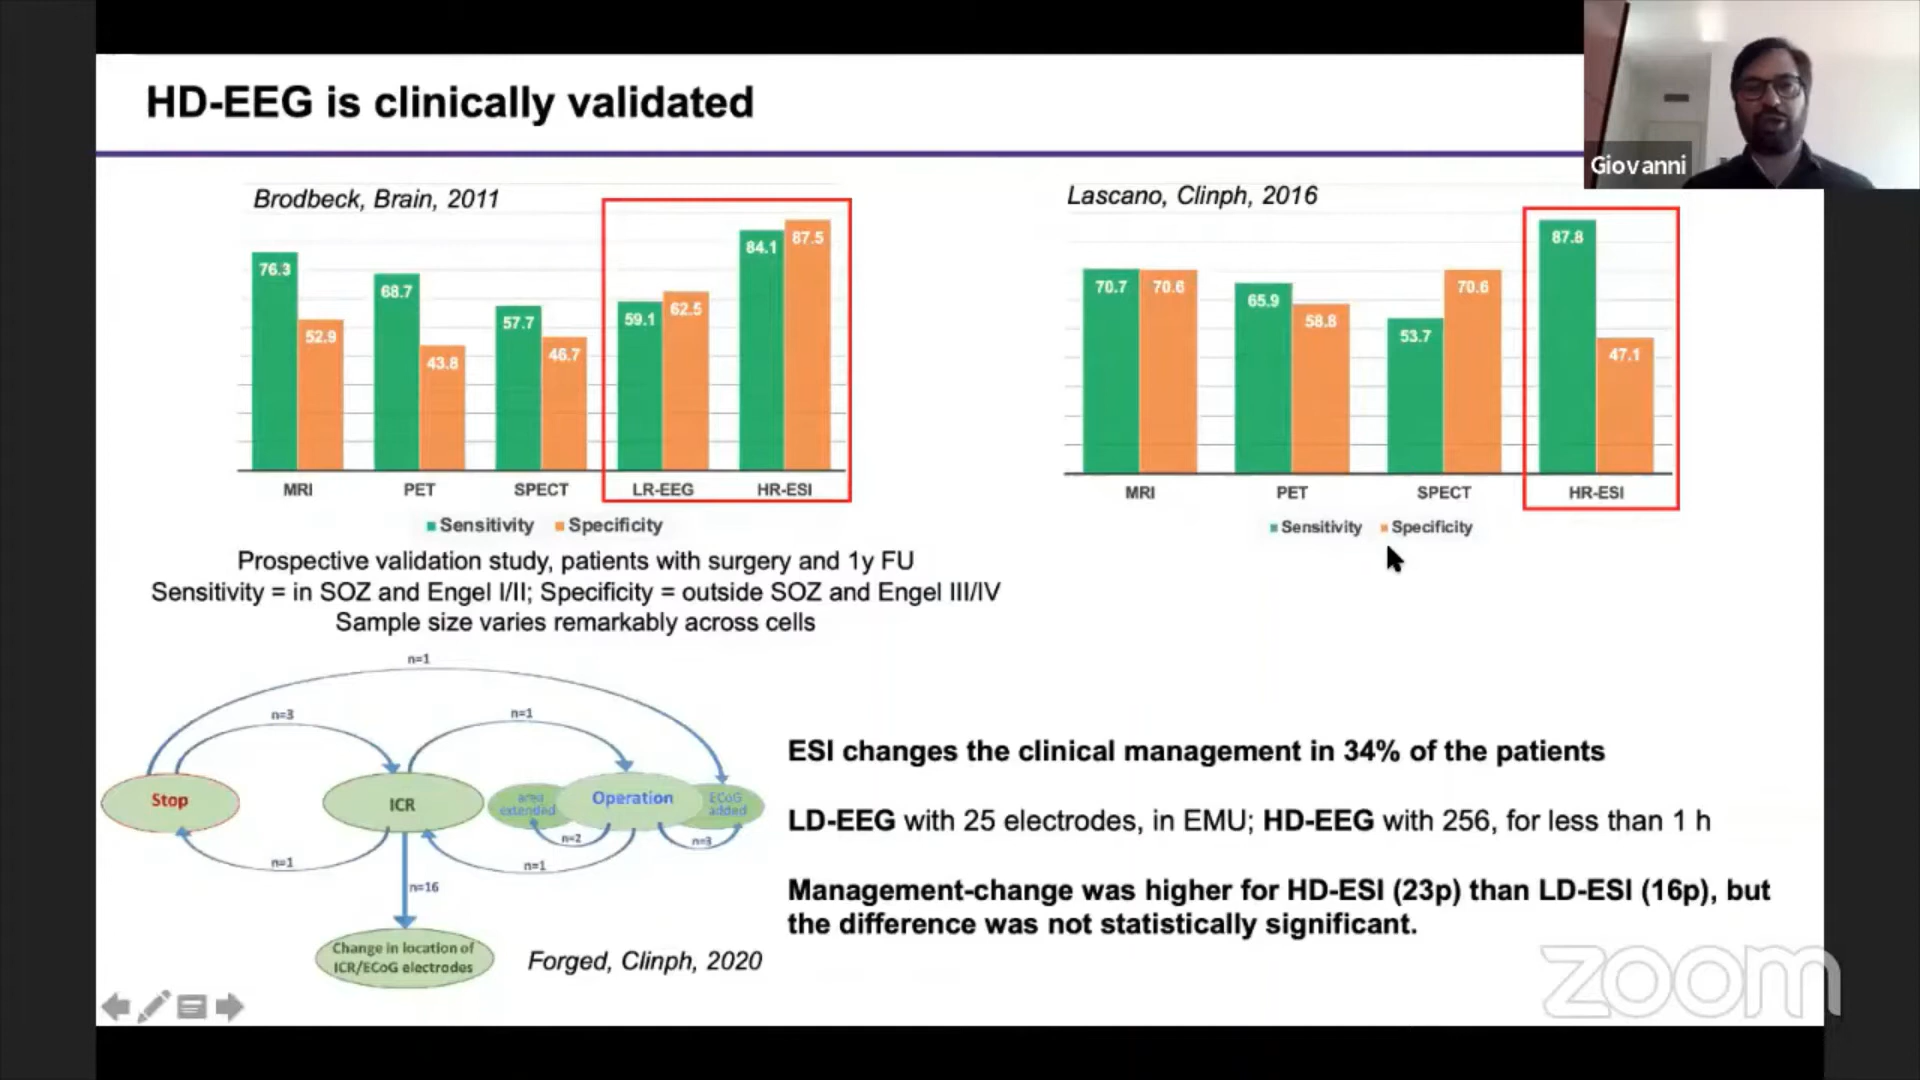 HD-EEG is clinically validated
Giovanni
Brodbeck, Brain, 2011
76.3
52.9
68.7
43.8
57.7
46.7
59.1
62.5
84.1
87.5
MRI
PET
SPECT
LR-EEG
HR-ESI
Sensitivity Specificity
Lascano, Clinph, 2016
70.7
70.6
65.9
58.8
53.7
70.6
87.8
47.1
MRI
PET
SPECT
HR-ESI
Sensitivity Specificity
Prospective validation study, patients with surgery and 1y FU
Sensitivity = in SOZ and Engel I/II; Specificity = outside SOZ and Engel III/IV
Sample size varies remarkably across cells
n=1
n=3
n=1
Stop
ICR
area
extended
Operation
ECoG
added
n=1
n=2
n=3
n=1
n=16
Change in location of
ICR/ECoG electrodes
Forged, Clinph, 2020
ESI changes the clinical management in 34% of the patients
LD-EEG with 25 electrodes, in EMU; HD-EEG with 256, for less than 1 h
Management-change was higher for HD-ESI (23p) than LD-ESI (16p), but
the difference was not statistically significant.
zoom